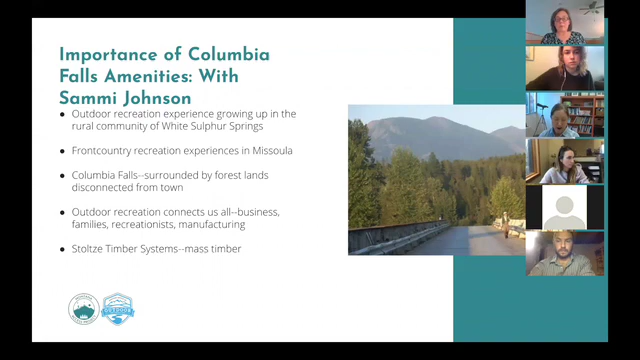 Importance of Columbia
Falls Amenities: With
Sammi Johnson
● Outdoor recreation experience growing up in the
rural community of White Sulphur Springs
● Frontcountry recreation experiences in Missoula
● Columbia Falls--surrounded by forest lands
disconnected from town
● Outdoor recreation connects us all--business,
families, recreationists, manufacturing
● Stoltze Timber Systems--mass timber
OUTDOOR